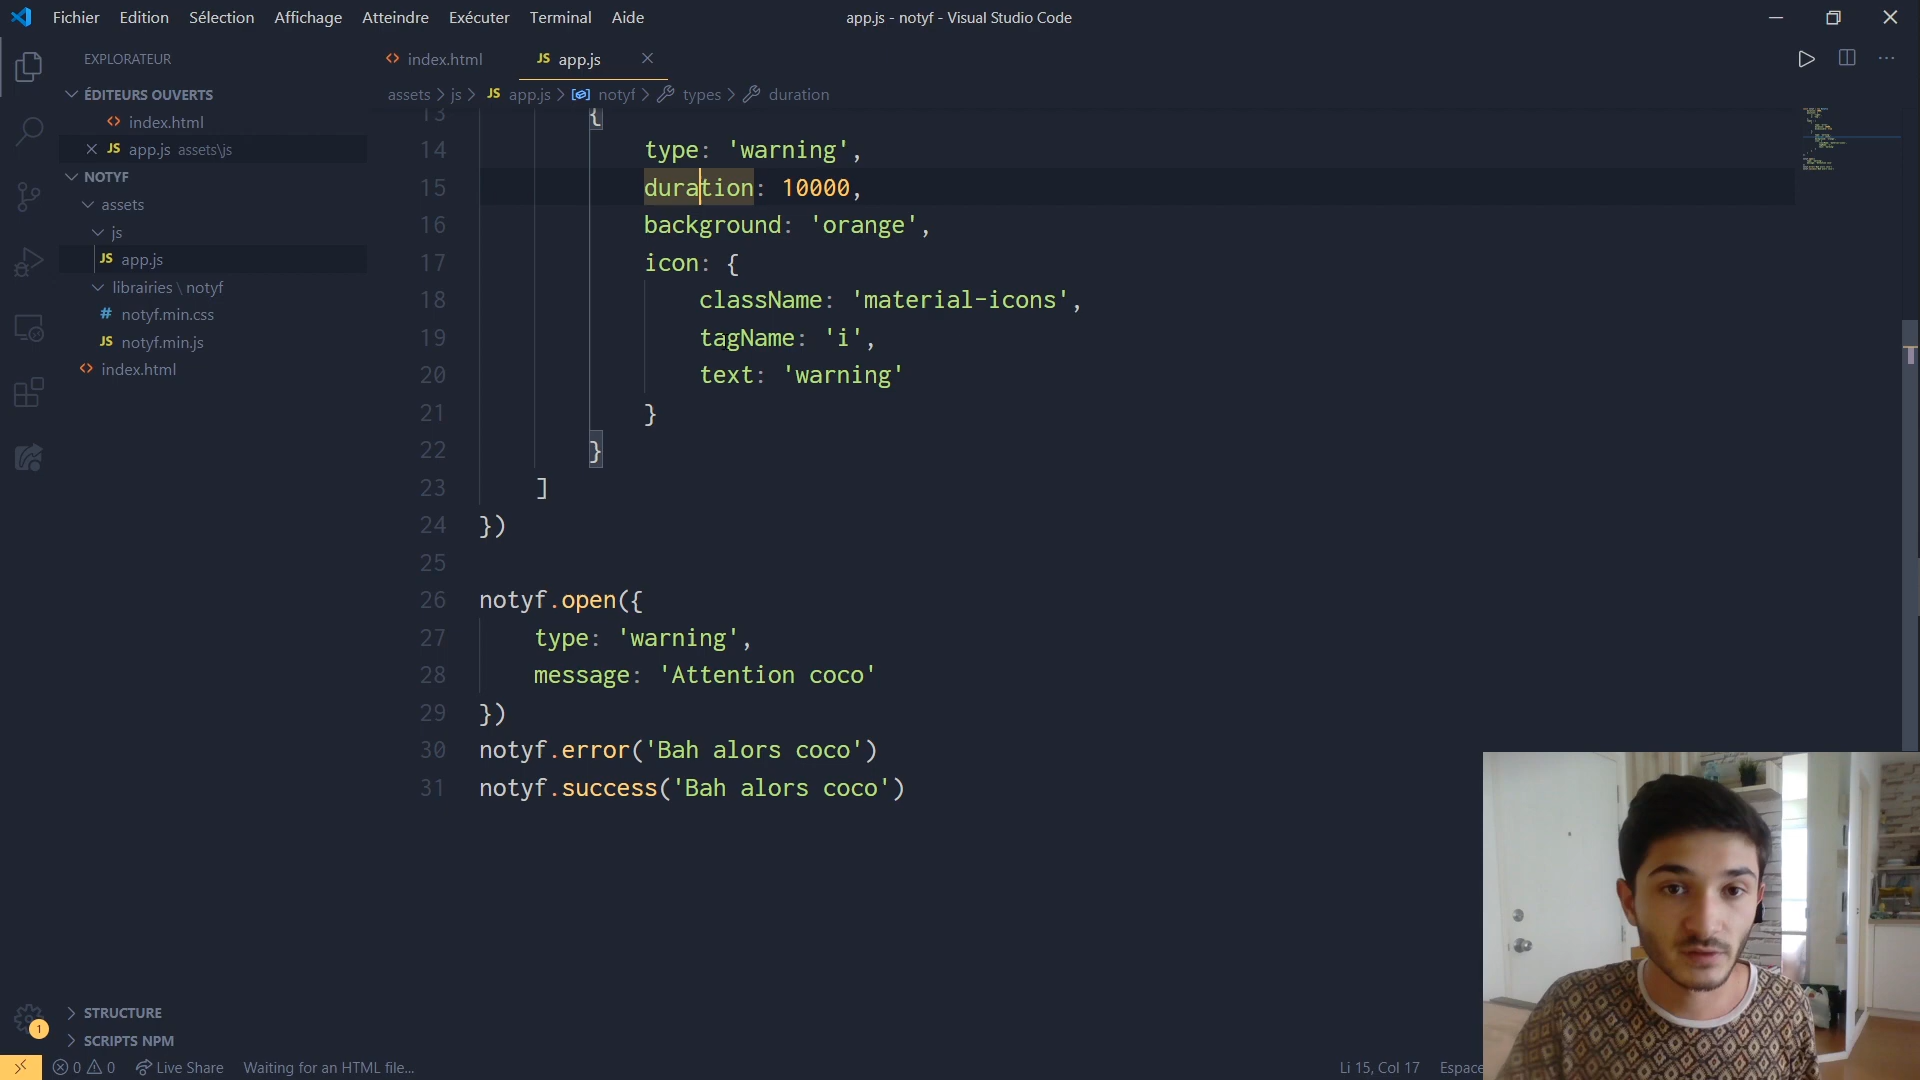 Fichier Edition Sélection Affichage Atteindre Exécuter Terminal Aide
app.js - notyf - Visual Studio Code
EXPLORATEUR
ÉDITEURS OUVERTS
index.html
app.js assets\js
NOTYF
assets
js
app.js
librairies \ notyf
notyf.min.css
notyf.min.js
index.html
STRUCTURE
SCRIPTS NPM
index.html
JS app.js
assets > js > JS app.js > notyf > types > duration
13 {
14 type: 'warning',
15 duration: 10000,
16 background: 'orange',
17 icon: {
18 className: 'material-icons',
19 tagName: 'i',
20 text: 'warning'
21 }
22 }
23 ]
24 })
25
26 notyf.open({
27 type: 'warning',
28 message: 'Attention coco'
29 })
30 notyf.error('Bah alors coco')
31 notyf.success('Bah alors coco')
1
0 0 Live Share Waiting for an HTML file...
Li 15, Col 17 Espace